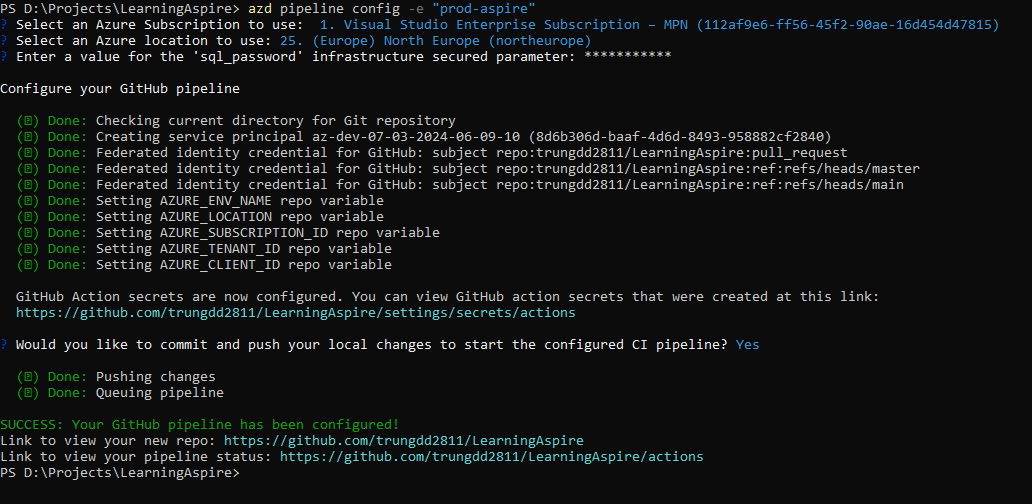 PS D:\Projects\LearningAspire> azd pipeline config -e "prod-aspire"
? Select an Azure Subscription to use:  1. Visual Studio Enterprise Subscription – MPN (112af9e6-ff56-45f2-90ae-16d454d47815)
? Select an Azure location to use: 25. (Europe) North Europe (northeurope)
? Enter a value for the 'sql_password' infrastructure secured parameter: ***********
Configure your GitHub pipeline
(�) Done: Checking current directory for Git repository
(�) Done: Creating service principal az-dev-07-03-2024-06-09-10 (8d6b306d-baaf-4d6d-8493-958882cf2840)
(�) Done: Federated identity credential for GitHub: subject repo:trungdd2811/LearningAspire:pull_request
(�) Done: Federated identity credential for GitHub: subject repo:trungdd2811/LearningAspire:ref:refs/heads/master
(�) Done: Federated identity credential for GitHub: subject repo:trungdd2811/LearningAspire:ref:refs/heads/main
(�) Done: Setting AZURE_ENV_NAME repo variable
(�) Done: Setting AZURE_LOCATION repo variable
(�) Done: Setting AZURE_SUBSCRIPTION_ID repo variable
(�) Done: Setting AZURE_TENANT_ID repo variable
(�) Done: Setting AZURE_CLIENT_ID repo variable
GitHub Action secrets are now configured. You can view GitHub action secrets that were created at this link:
https://github.com/trungdd2811/LearningAspire/settings/secrets/actions
? Would you like to commit and push your local changes to start the configured CI pipeline? Yes
(�) Done: Pushing changes
(�) Done: Queuing pipeline
SUCCESS: Your GitHub pipeline has been configured!
Link to view your new repo: https://github.com/trungdd2811/LearningAspire
Link to view your pipeline status: https://github.com/trungdd2811/LearningAspire/actions
PS D:\Projects\LearningAspire>